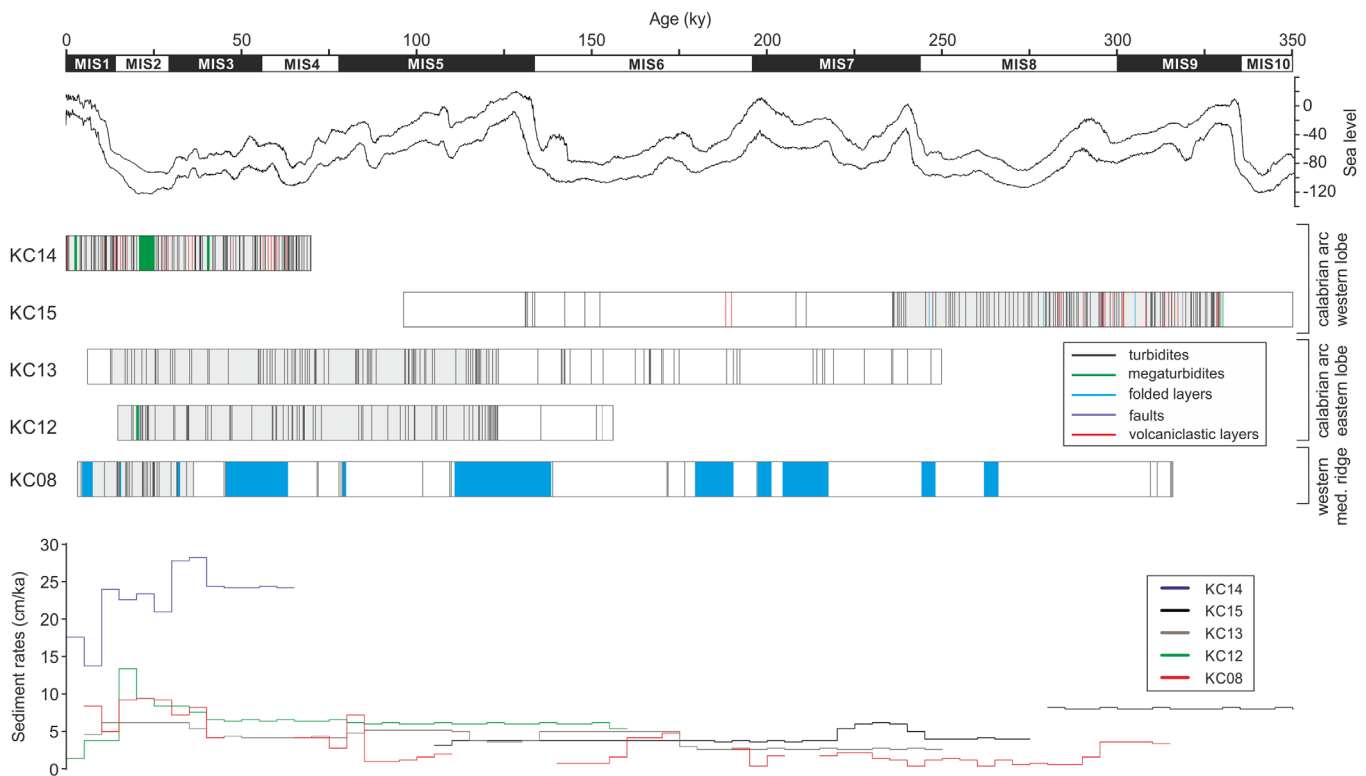 Age (ky)
0 50 100 150 200 250 300 350
MIS1 MIS2 MIS3 MIS4 MIS5 MIS6 MIS7 MIS8 MIS9 MIS10
0
-40
-80
-120
Sea level
KC14
KC15
KC13
KC12
KC08
calabrian arc
western lobe
calabrian arc
eastern lobe
western
med. ridge
turbidites
megaturbidites
folded layers
faults
volcaniclastic layers
Sediment rates (cm/ka)
30
25
20
15
10
5
0
KC14
KC15
KC13
KC12
KC08